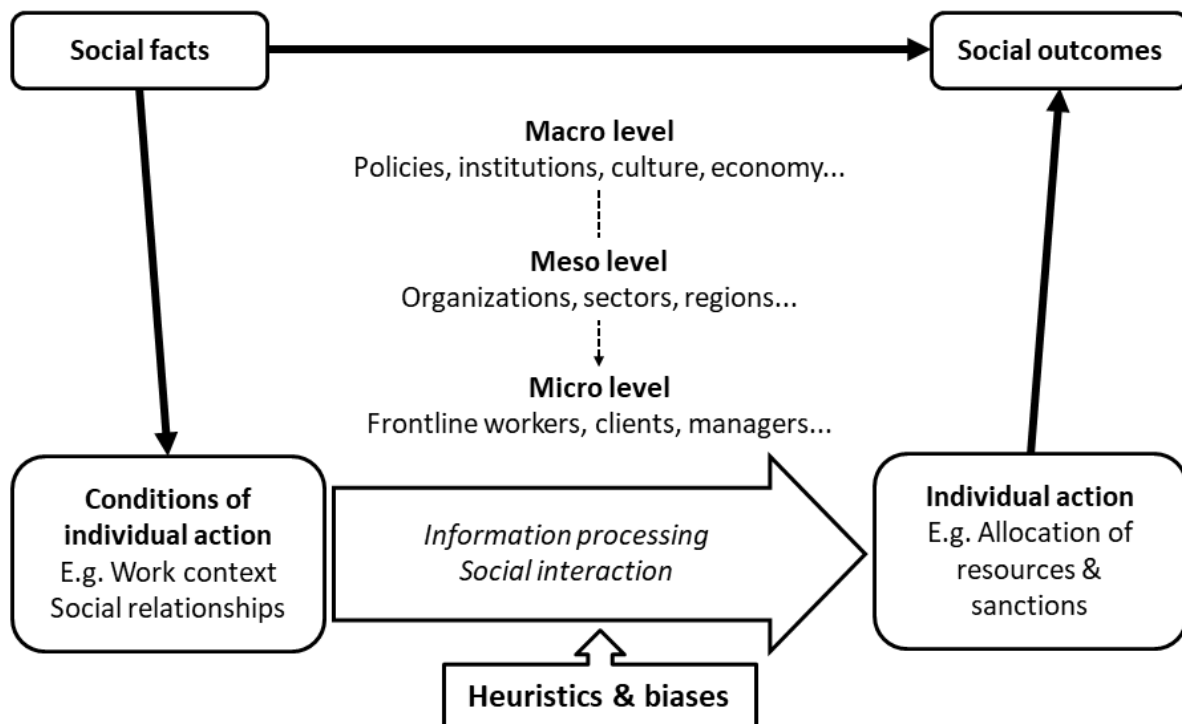 Social facts
Social outcomes
Macro level
Policies, institutions, culture, economy...
Meso level
Organizations, sectors, regions...
Micro level
Frontline workers, clients, managers...
Conditions of
individual action
E.g. Work context
Social relationships
Information processing
Social interaction
Individual action
E.g. Allocation of
resources &
sanctions
Heuristics & biases